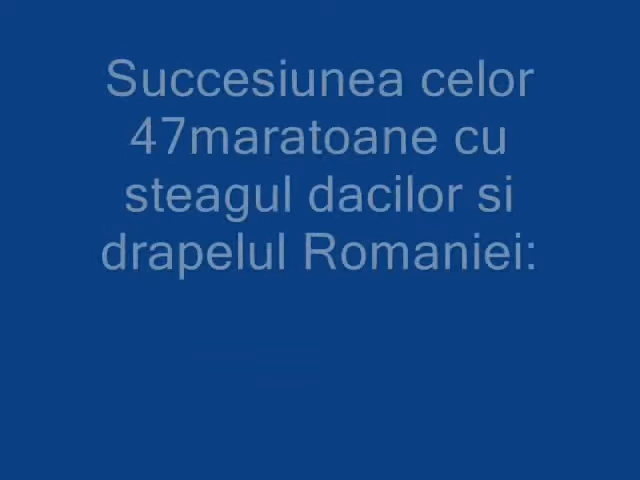 Succesiunea celor
47maratoane cu
steagul dacilor si
drapelul Romaniei: